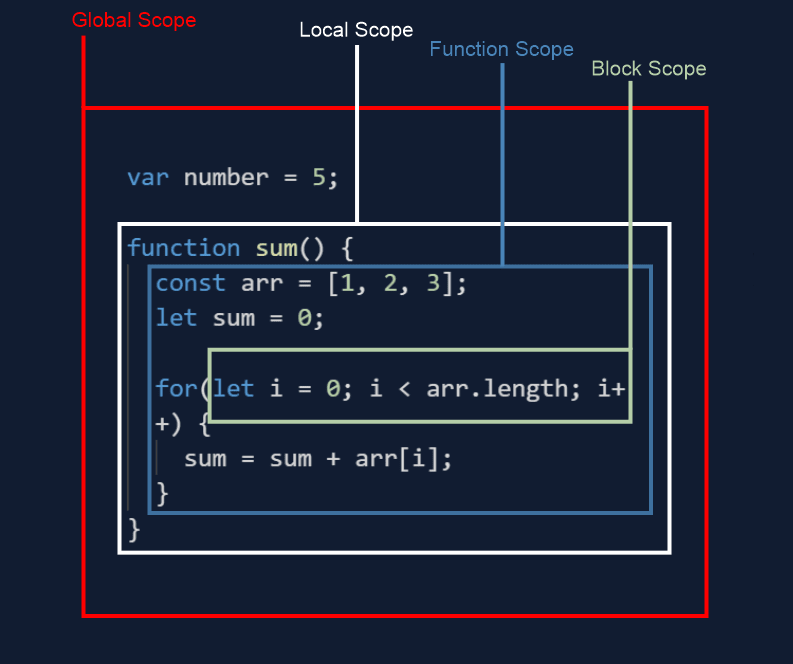 Global Scope
Local Scope
Function Scope
Block Scope
var number = 5;
function sum() {
const arr = [1, 2, 3];
let sum = 0;
for(let i = 0; i < arr.length; i+
+) {
sum = sum + arr[i];
}
}